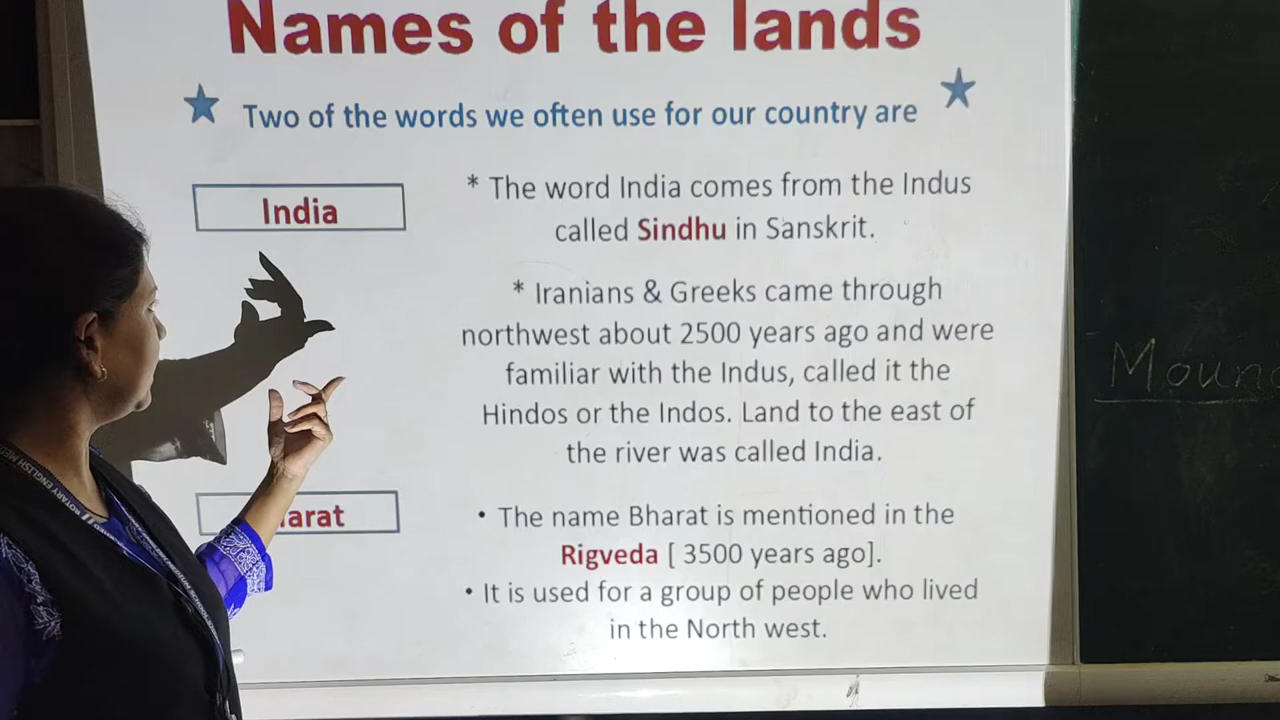 Names of the lands
Two of the words we often use for our country are
India
* The word India comes from the Indus
called Sindhu in Sanskrit.
* Iranians & Greeks came through
northwest about 2500 years ago and were
familiar with the Indus, called it the
Hindos or the Indos. Land to the east of
the river was called India.
arat
• The name Bharat is mentioned in the
Rigveda [ 3500 years ago].
• It is used for a group of people who lived
in the North west.
Moun
ROTARY ENGLISH MED